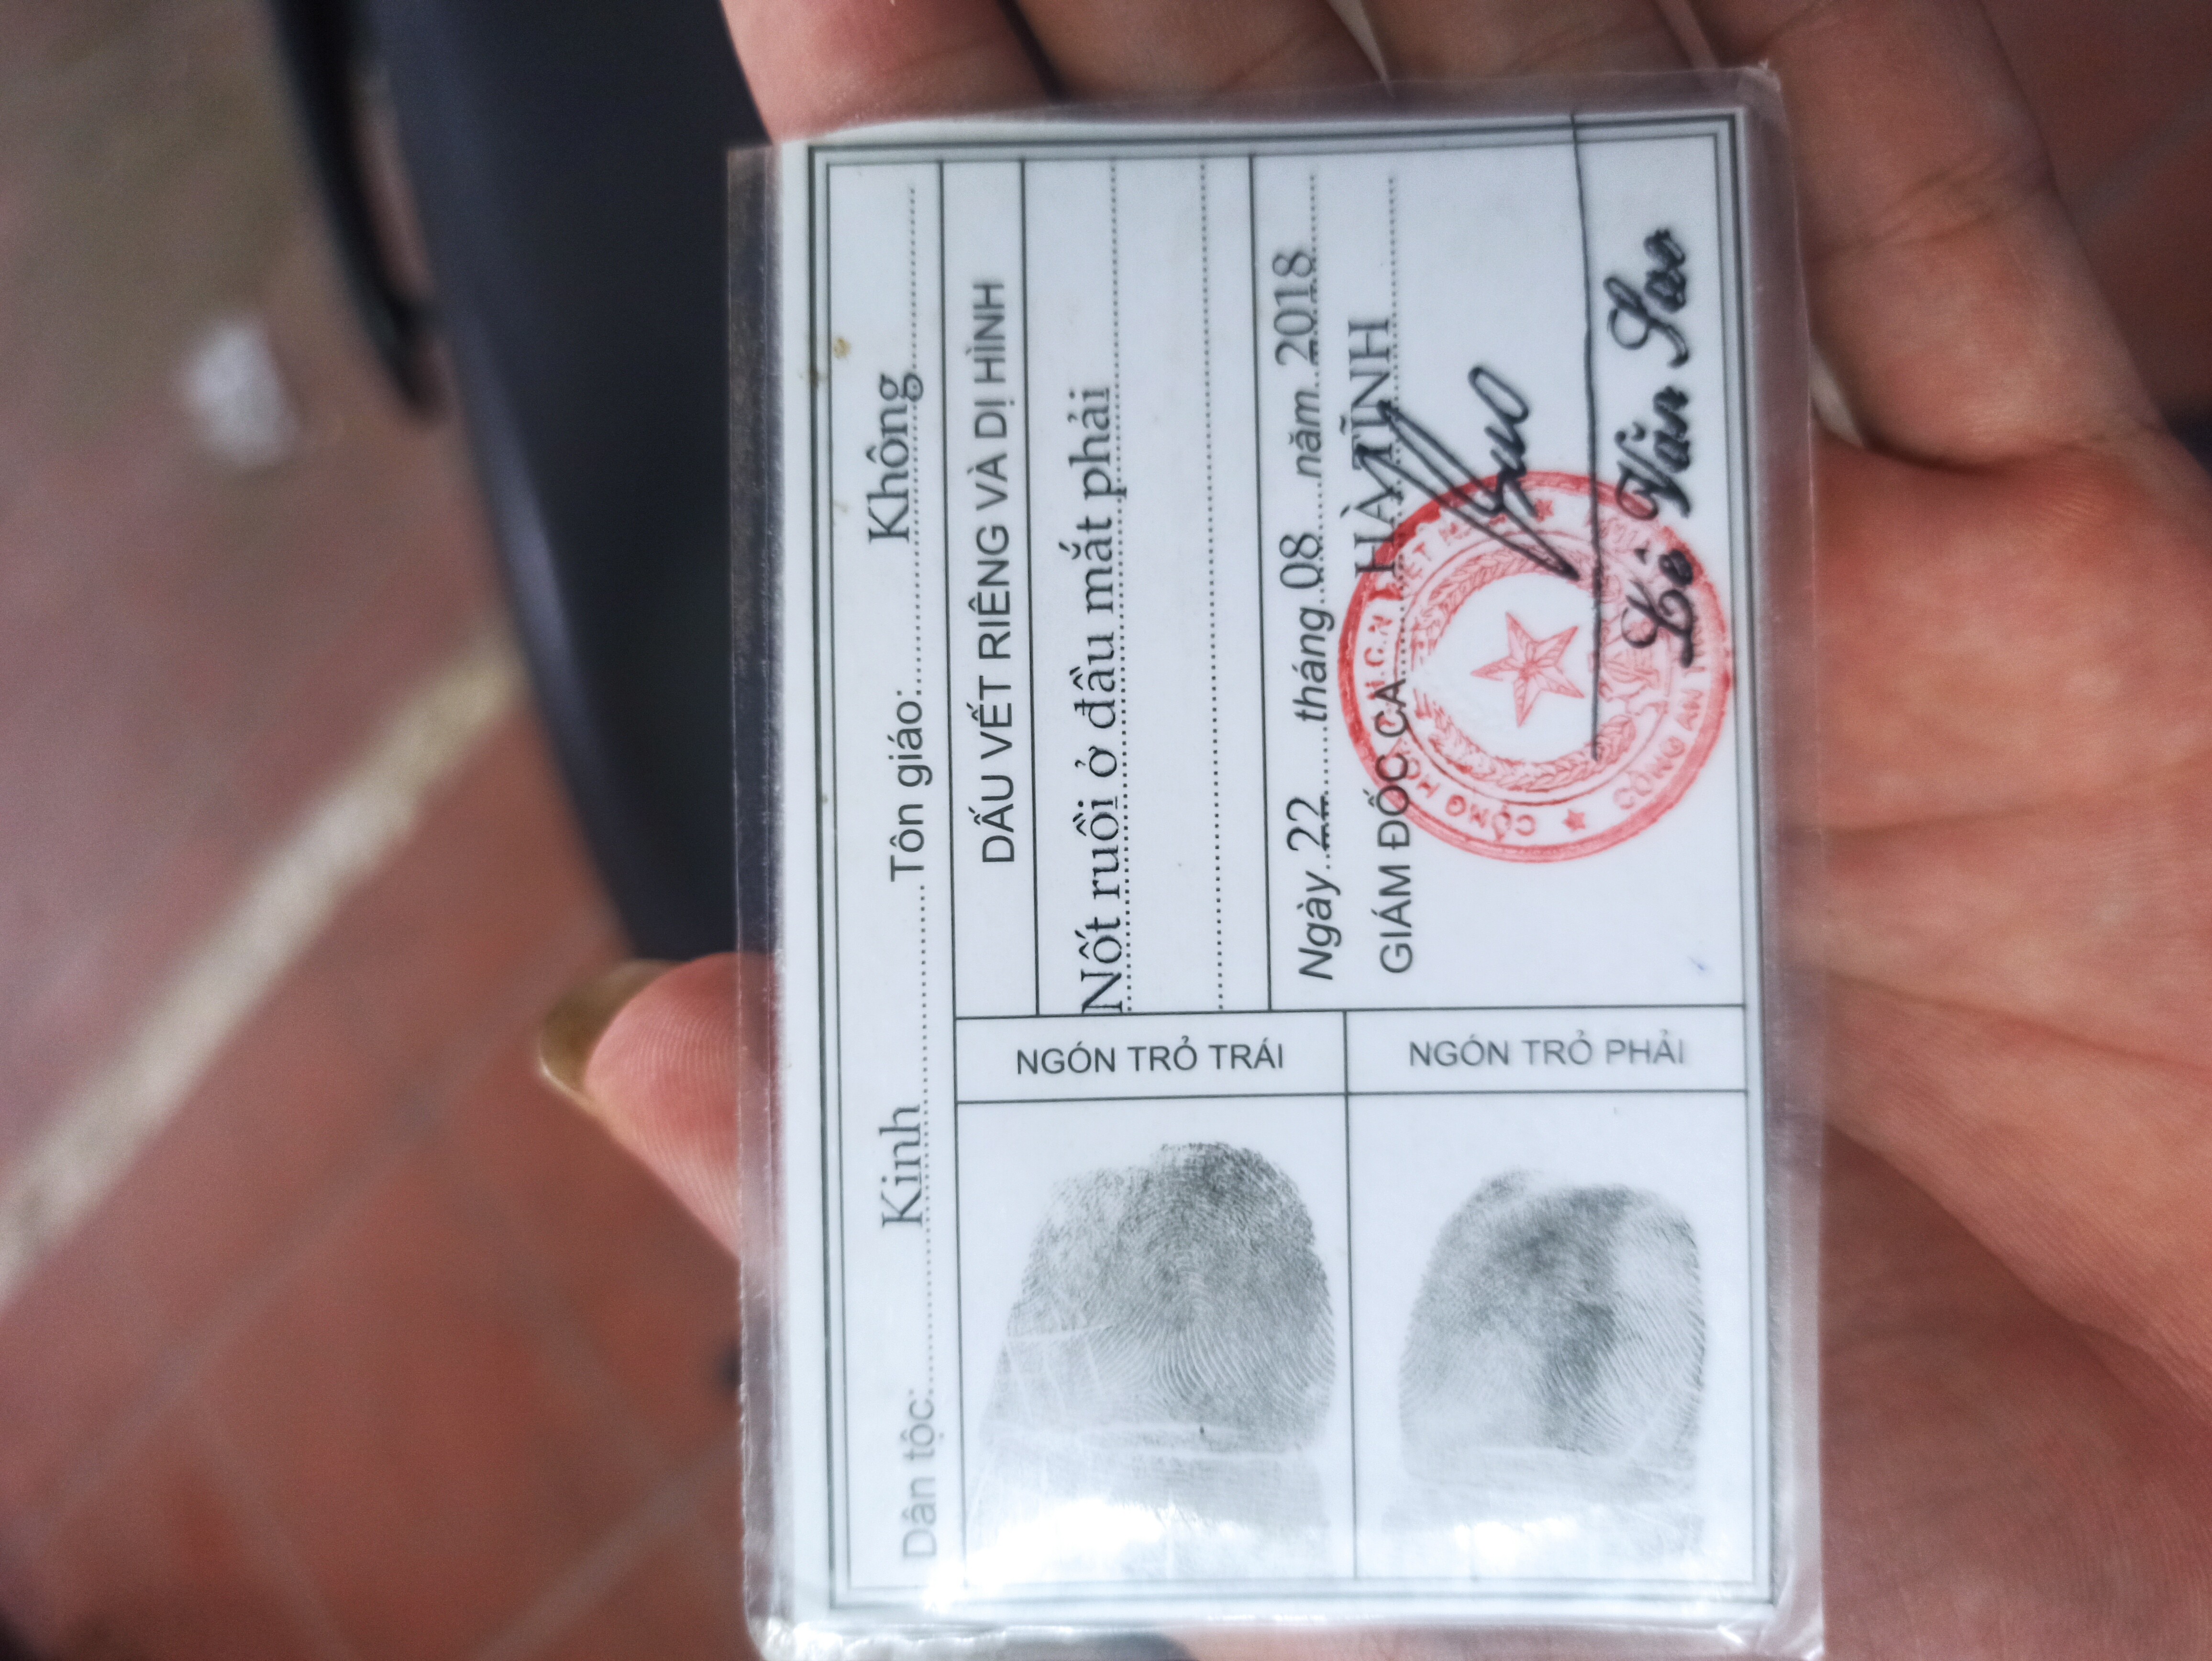 Dân tộc: Kinh Tôn giáo: Không
DẤU VẾT RIÊNG VÀ DỊ HÌNH
Nốt ruồi ở đầu mắt phải
Ngày 22 tháng 08 năm 2018
GIÁM ĐỐC CA HÀ TĨNH
Lê Văn Sao
NGÓN TRỎ TRÁI
NGÓN TRỎ PHẢI